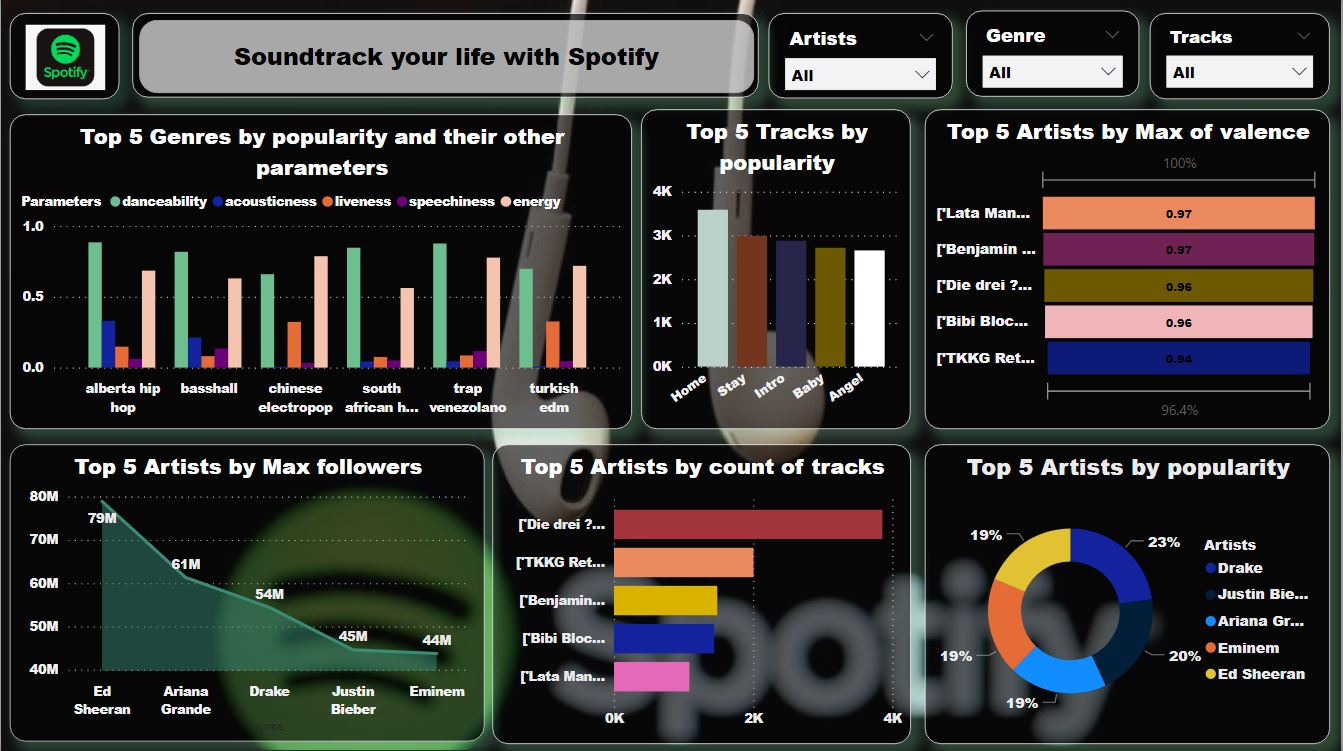 Spotify
Soundtrack your life with Spotify
Artists
All
Genre
All
Tracks
All
Top 5 Genres by popularity and their other
parameters
Parameters danceability acousticness liveness speechiness energy
1.0
0.5
0.0
alberta hip
hop
basshall
chinese
electropop
south
african h...
trap
venezolano
turkish
edm
Top 5 Tracks by
popularity
4K
3K
2K
1K
0K
Home
Stay
Intro
Baby
Angel
Top 5 Artists by Max of valence
100%
['Lata Man... 0.97
['Benjamin ... 0.97
['Die drei ?... 0.96
['Bibi Bloc... 0.96
['TKKG Ret... 0.94
96.4%
Top 5 Artists by Max followers
80M
70M
60M
50M
40M
79M
61M
54M
45M
44M
Ed
Sheeran
Ariana
Grande
Drake
Justin
Bieber
Eminem
name
Top 5 Artists by count of tracks
['Die drei ?...
['TKKG Ret...
['Benjamin...
['Bibi Bloc...
['Lata Man...
0K 2K 4K
Top 5 Artists by popularity
23%
20%
19%
19%
19%
Artists
Drake
Justin Bie...
Ariana Gr...
Eminem
Ed Sheeran
Spotify